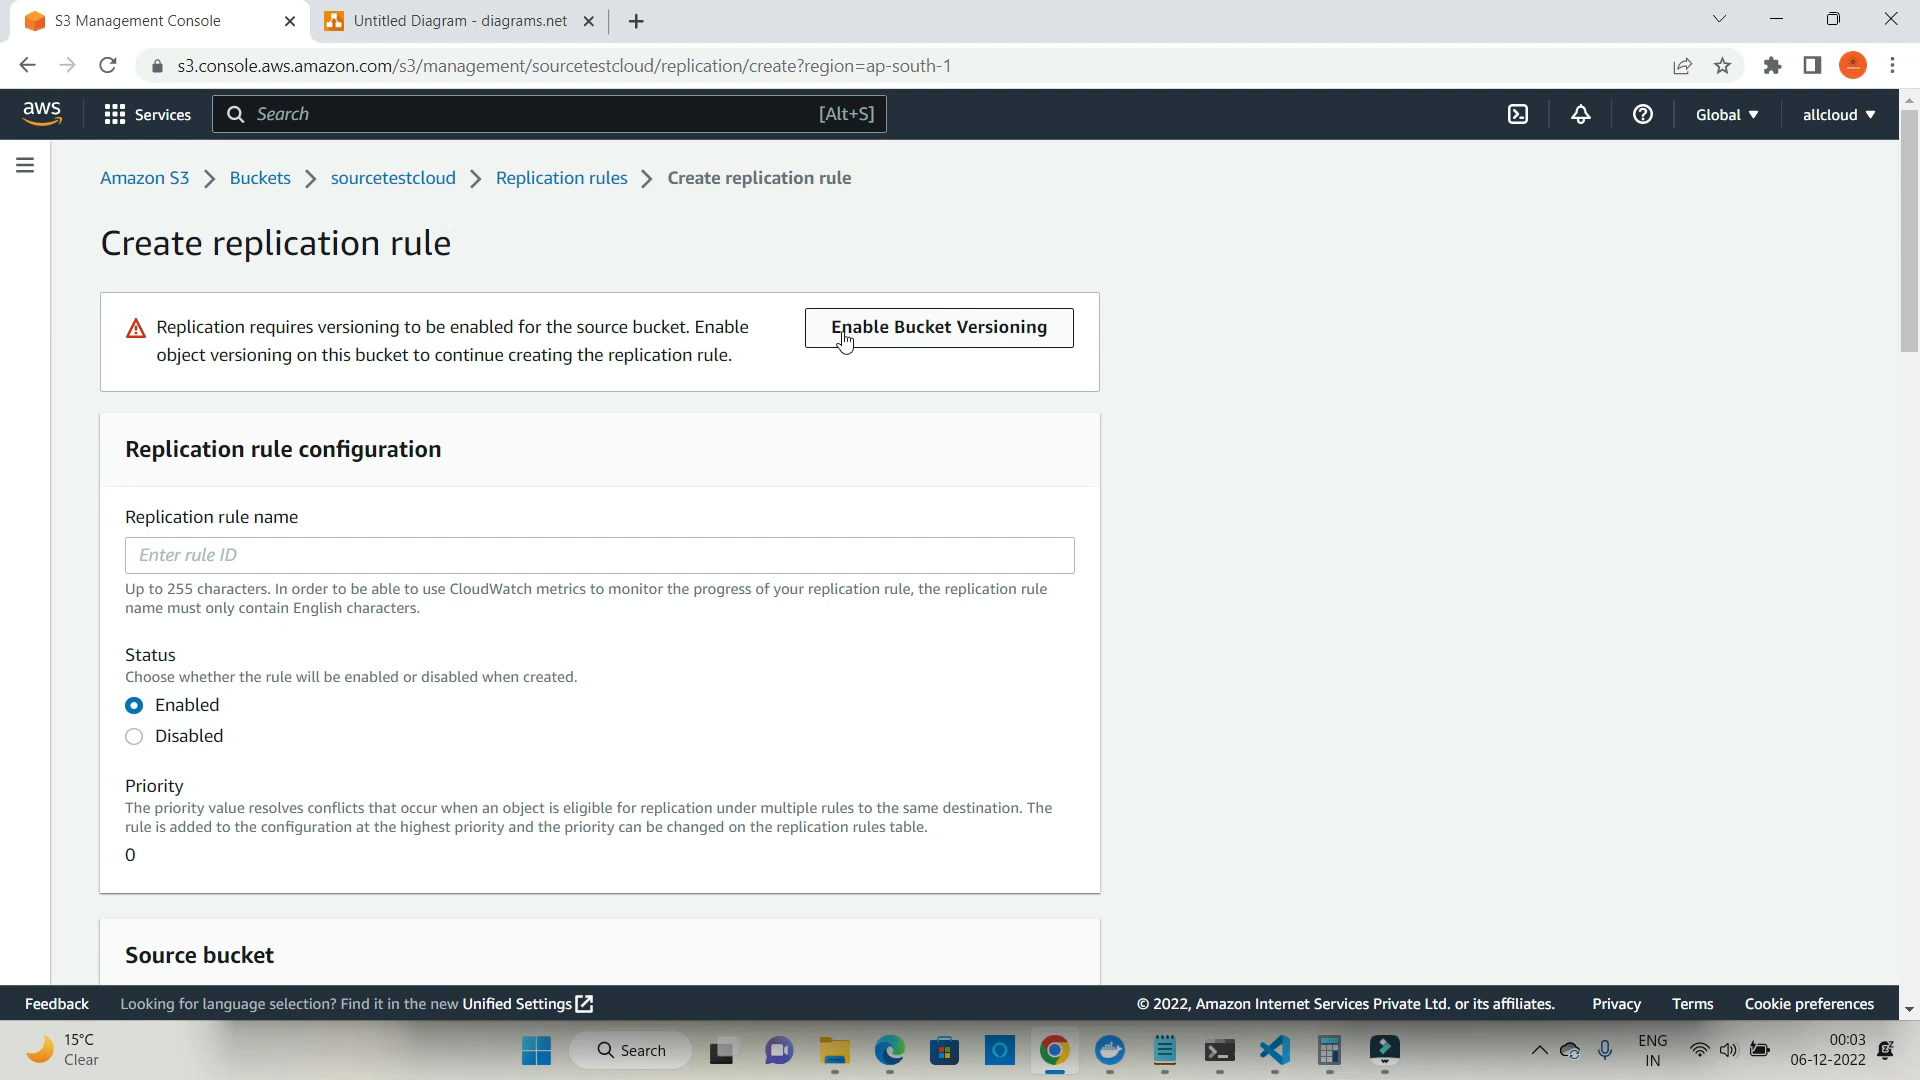 S3 Management Console
Untitled Diagram - diagrams.net
s3.console.aws.amazon.com/s3/management/sourcetestcloud/replication/create?region=ap-south-1
aws Services Search [Alt+S] Global allcloud
Amazon S3 Buckets sourcetestcloud Replication rules Create replication rule
Create replication rule
Replication requires versioning to be enabled for the source bucket. Enable
object versioning on this bucket to continue creating the replication rule.
Enable Bucket Versioning
Replication rule configuration
Replication rule name
Enter rule ID
Up to 255 characters. In order to be able to use CloudWatch metrics to monitor the progress of your replication rule, the replication rule
name must only contain English characters.
Status
Choose whether the rule will be enabled or disabled when created.
Enabled
Disabled
Priority
The priority value resolves conflicts that occur when an object is eligible for replication under multiple rules to the same destination. The
rule is added to the configuration at the highest priority and the priority can be changed on the replication rules table.
0
Source bucket
Feedback Looking for language selection? Find it in the new Unified Settings © 2022, Amazon Internet Services Private Ltd. or its affiliates. Privacy Terms Cookie preferences
15°C
Clear
Search
ENG
IN
00:03
06-12-2022